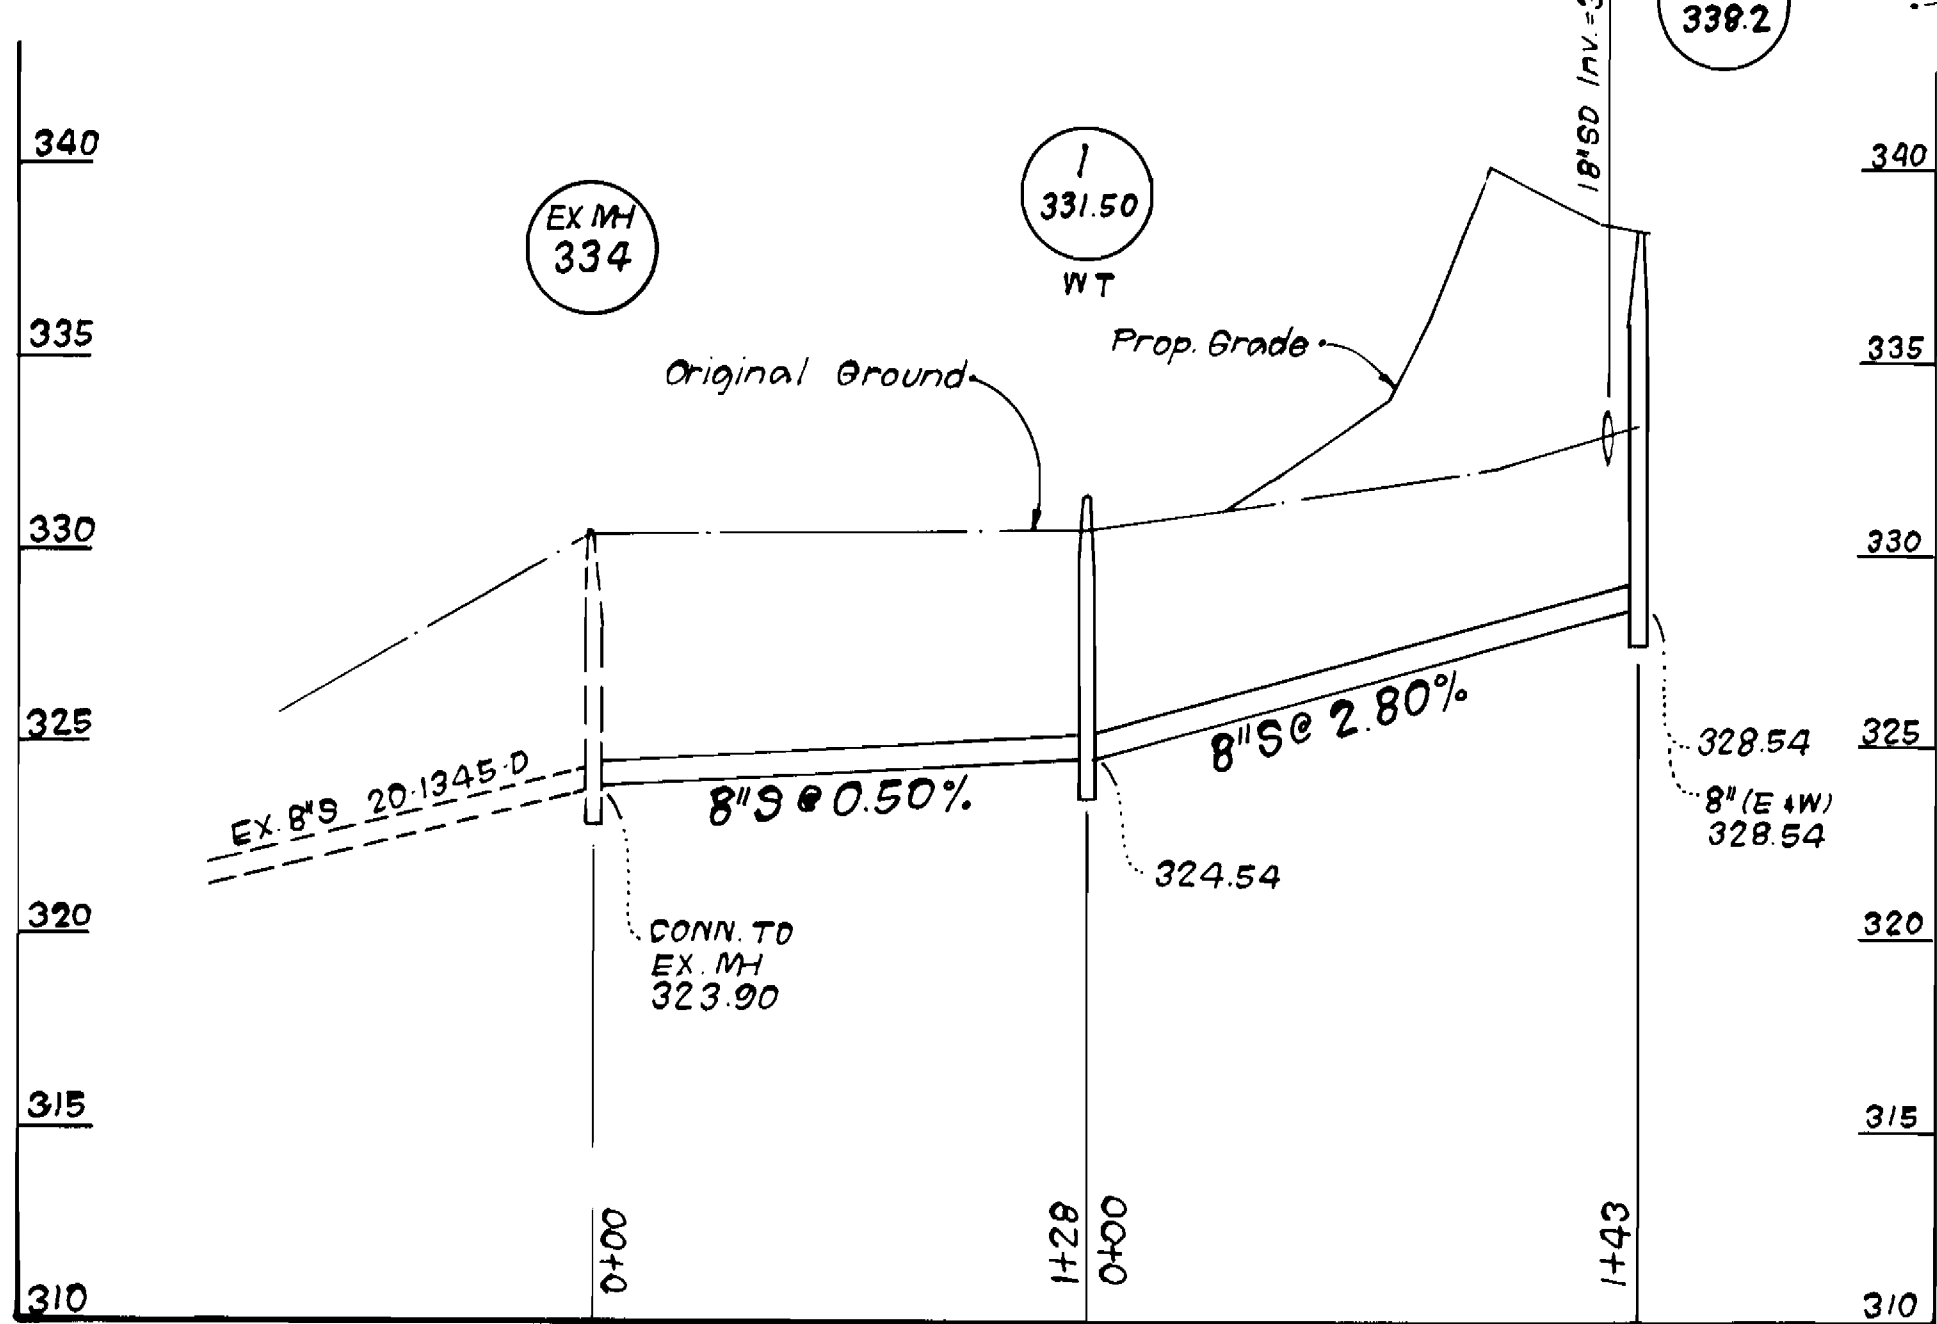 338.2
18"SD Inv.=
340
340
EX MH
334
1
331.50
WT
335
335
Prop. Grade
Original Ground
330
330
325
325
8"S @ 2.80%
328.54
8" (E & W)
328.54
EX. 8"S 20-1345-D
8"S @ 0.50%
324.54
320
320
CONN. TO
EX. MH
323.90
315
315
0+00
1+28
0+00
1+43
310
310